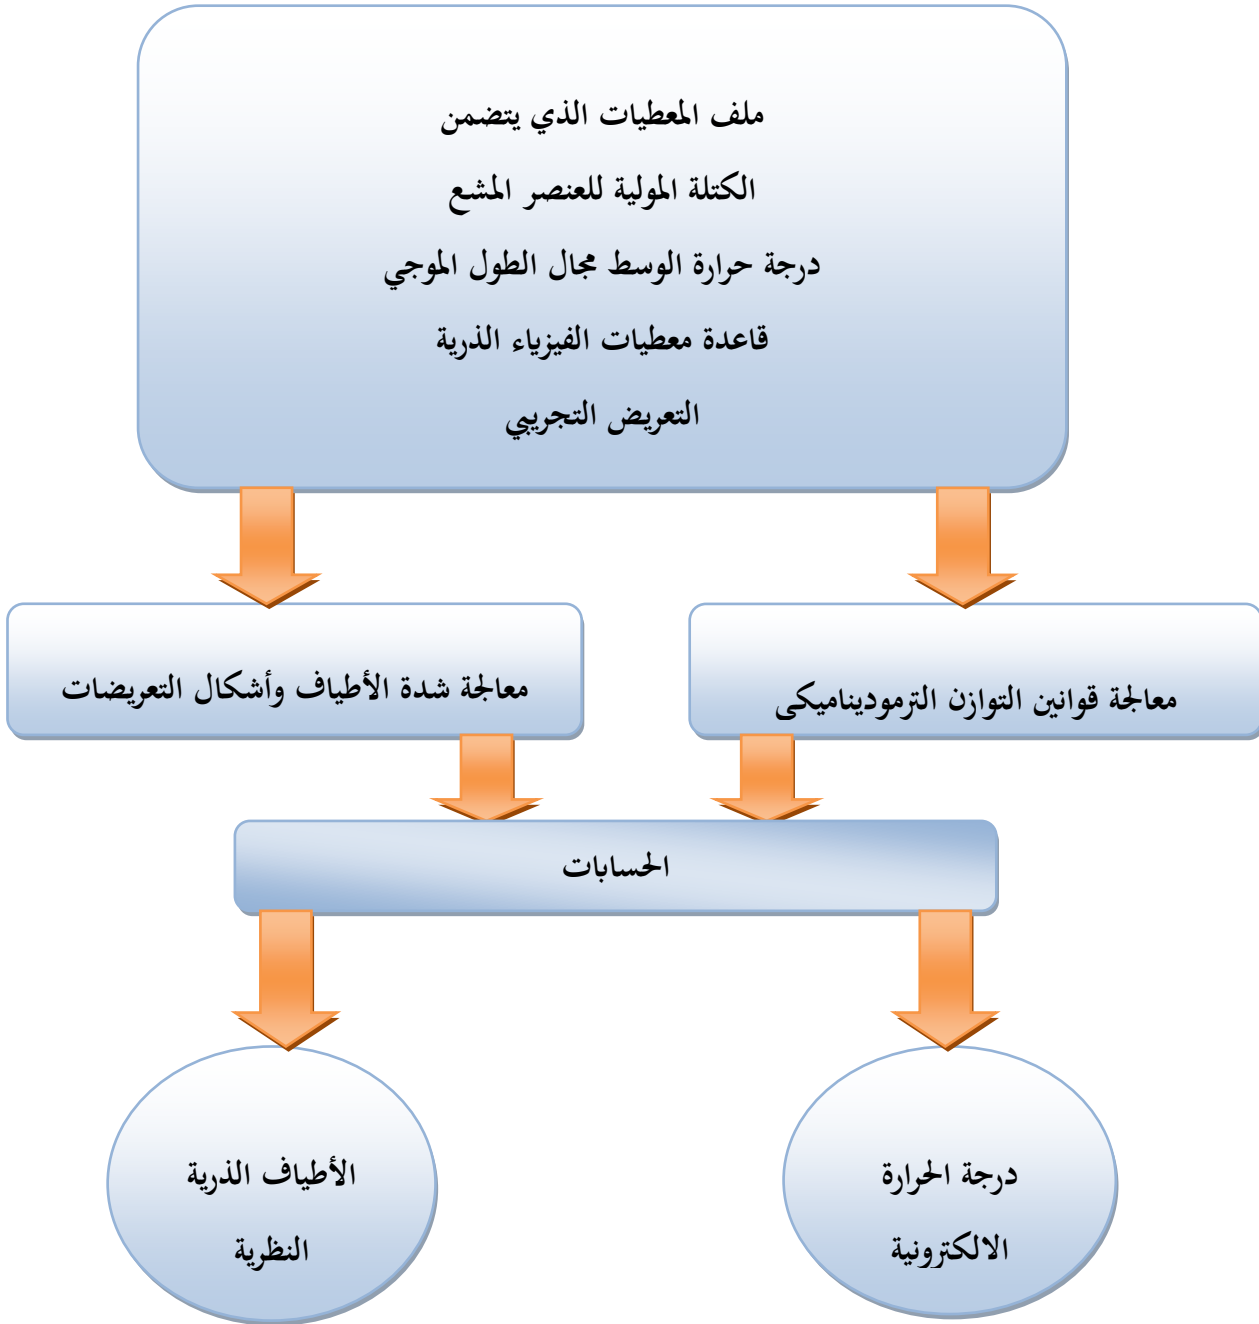 ملف المعطيات الذي يتضمن
الكتلة المولية للعنصر المشع
درجة حرارة الوسط مجال الطول الموجي
قاعدة معطيات الفيزياء الذرية
التعريض التجريبي
معالجة قوانين التوازن الترموديناميكى
معالجة شدة الأطياف وأشكال التعريضات
الحسابات
درجة الحرارة
الالكترونية
الأطياف الذرية
النظرية